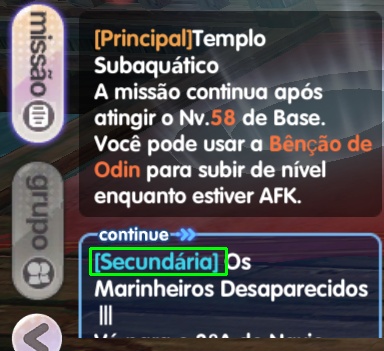 missão
grupo
[Principal]Templo
Subaquático
A missão continua após
atingir o Nv.58 de Base.
Você pode usar a Bênção de
Odin para subir de nível
enquanto estiver AFK.
continue
[Secundária] Os
Marinheiros Desaparecidos
III